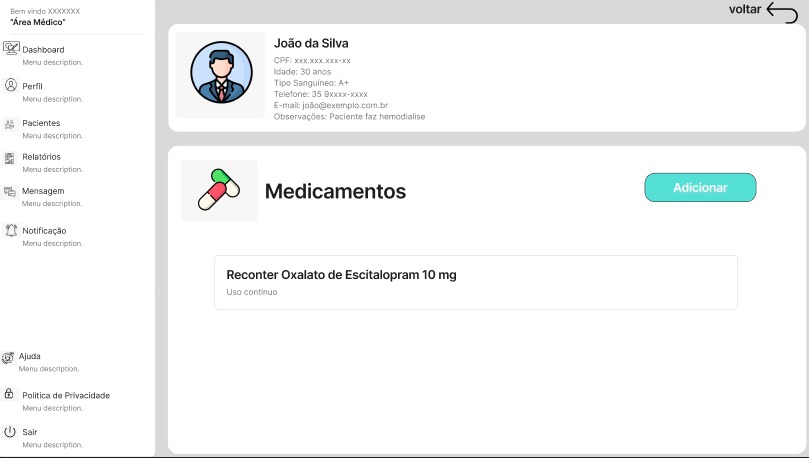 Bem vindo XXXXXXX
"Área Médico"
Dashboard
Menu description.
Perfil
Menu description.
Pacientes
Menu description.
Relatórios
Menu description.
Mensagem
Menu description.
Notificação
Menu description.
Ajuda
Menu description.
Política de Privacidade
Menu description.
Sair
Menu description.
voltar
João da Silva
CPF: xxx.xxx.xxx-xx
Idade: 30 anos
Tipo Sanguíneo: A+
Telefone: 35 9xxxx-xxxx
E-mail: joão@exemplo.com.br
Observações: Paciente faz hemodialise
Medicamentos
Adicionar
Reconter Oxalato de Escitalopram 10 mg
Uso continuo